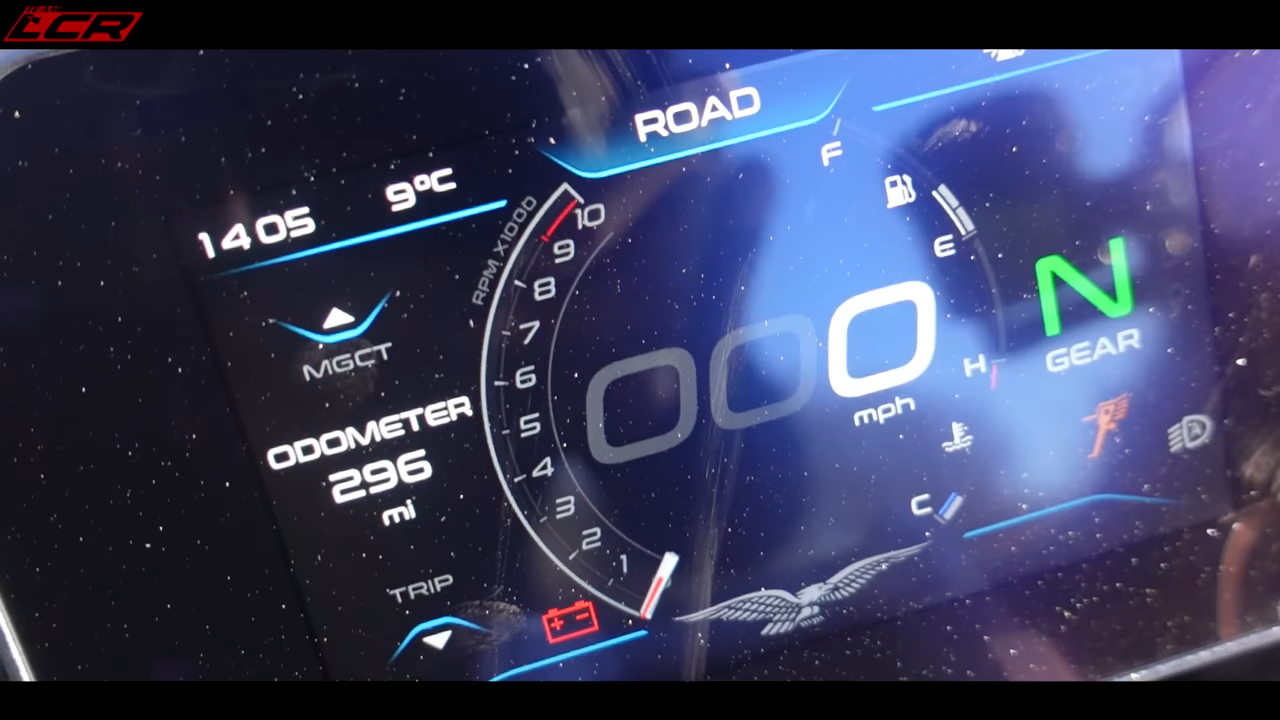 LCR
ROAD
1405
9°C
RPM X1000
10
9
8
7
6
5
4
3
2
1
F
E
N
GEAR
MGCT
ODOMETER
296
mi
000
mph
H
C
TRIP